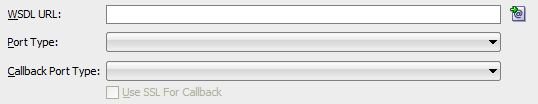 WSDL URL:
Port Type:
Callback Port Type:
Use SSL For Callback